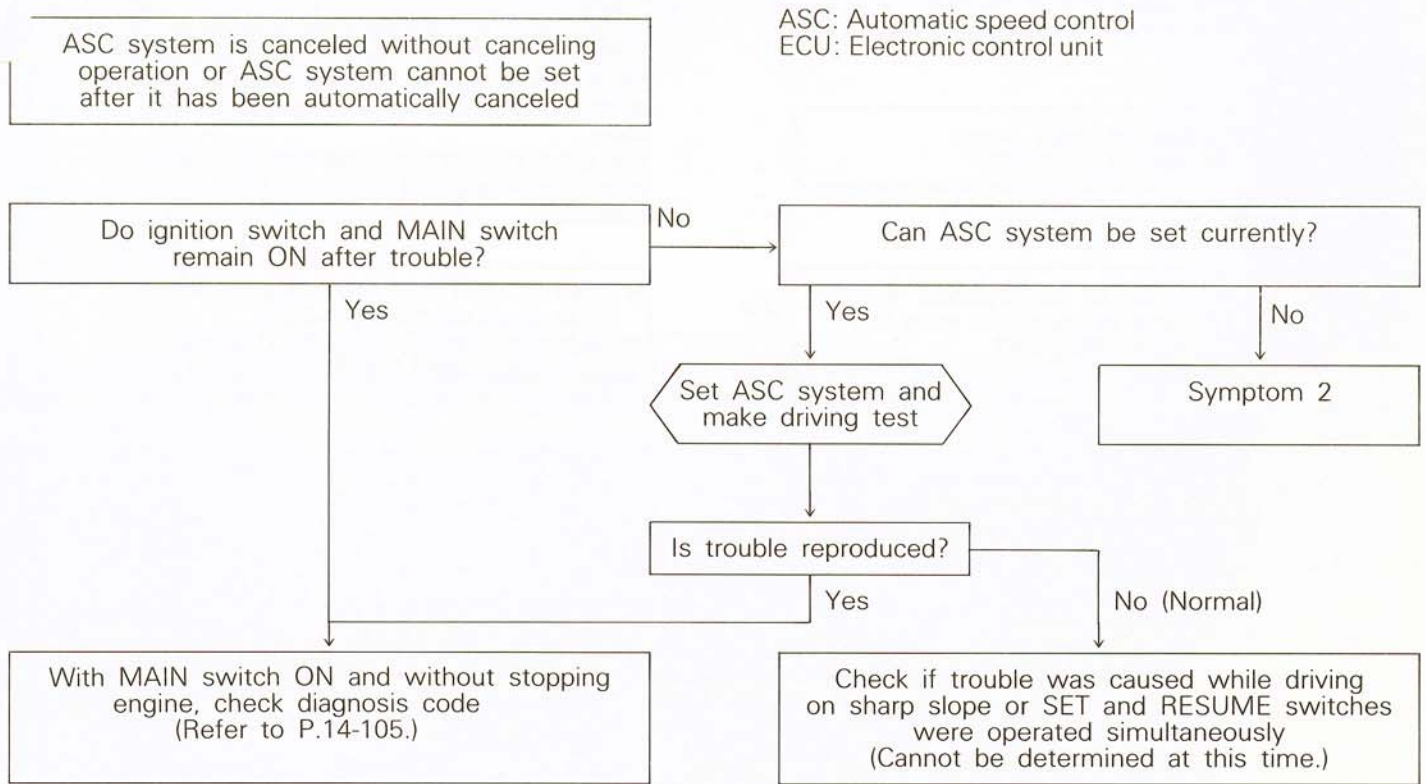 ASC system is canceled without canceling
operation or ASC system cannot be set
after it has been automatically canceled
ASC: Automatic speed control
ECU: Electronic control unit
Do ignition switch and MAIN switch
remain ON after trouble?
No
Can ASC system be set currently?
Yes
Yes
No
Set ASC system and
make driving test
Symptom 2
Is trouble reproduced?
Yes
No (Normal)
With MAIN switch ON and without stopping
engine, check diagnosis code
(Refer to P.14-105.)
Check if trouble was caused while driving
on sharp slope or SET and RESUME switches
were operated simultaneously
(Cannot be determined at this time.)